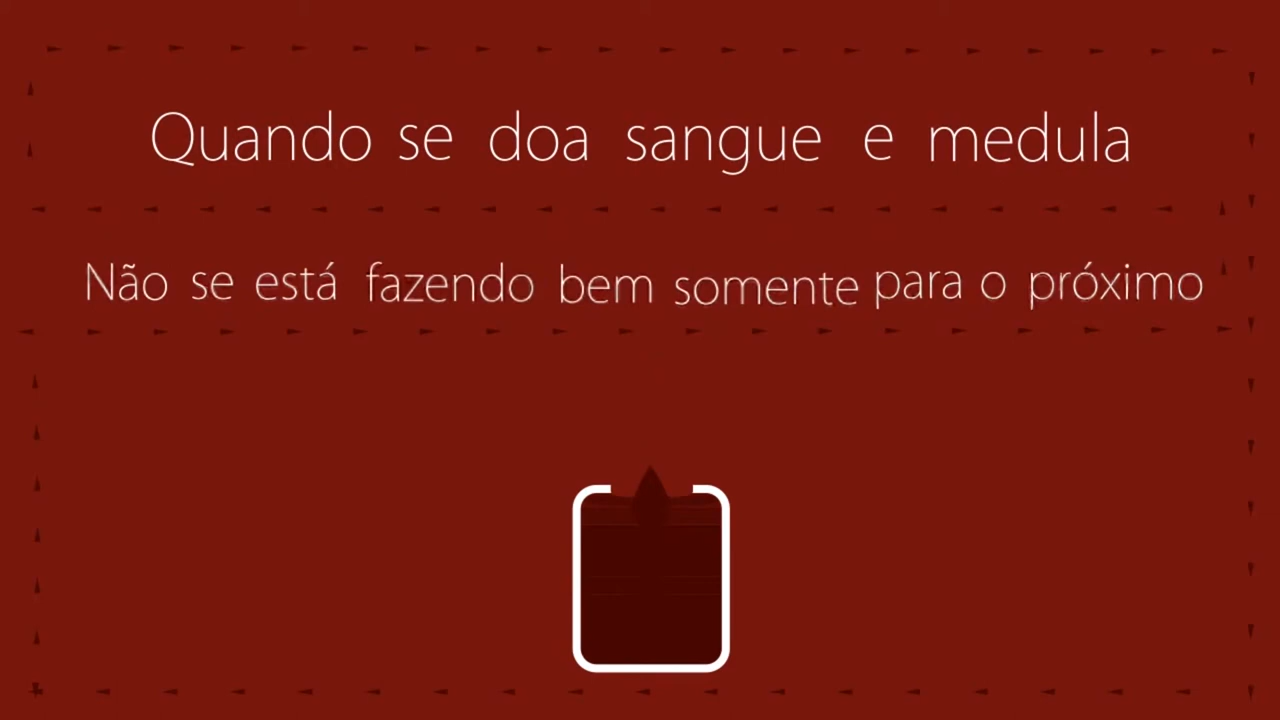 Quando se doa sangue e medula
Não se está fazendo bem somente para o próximo